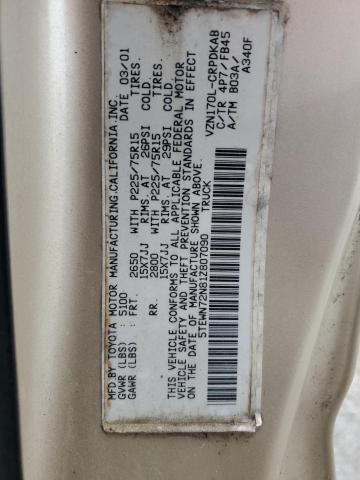 MFD.BY TOYOTA MOTOR
MANUFACTURING.CALIFORNIA.INC.
GVWR (LBS) : 5100 DATE 03/01
GAWR (LBS) : FRT. 2650 WITH P225/75R15 TIRES.
15X7JJ RIMS. AT 26PSI COLD.
RR. 2800 WITH P225/75R15 TIRES.
15X7JJ RIMS. AT 29PSI COLD.
THIS VEHICLE CONFORMS TO ALL APPLICABLE FEDERAL MOTOR
VEHICLE SAFETY AND THEFT PREVENTION STANDARDS IN EFFECT
ON THE DATE OF MANUFACTURE SHOWN ABOVE.
5TEWN72N81Z807090
TRUCK
VZN170L-CRPDKAB
C/TR 4P7/FB45
A/TM B03A/
A340F